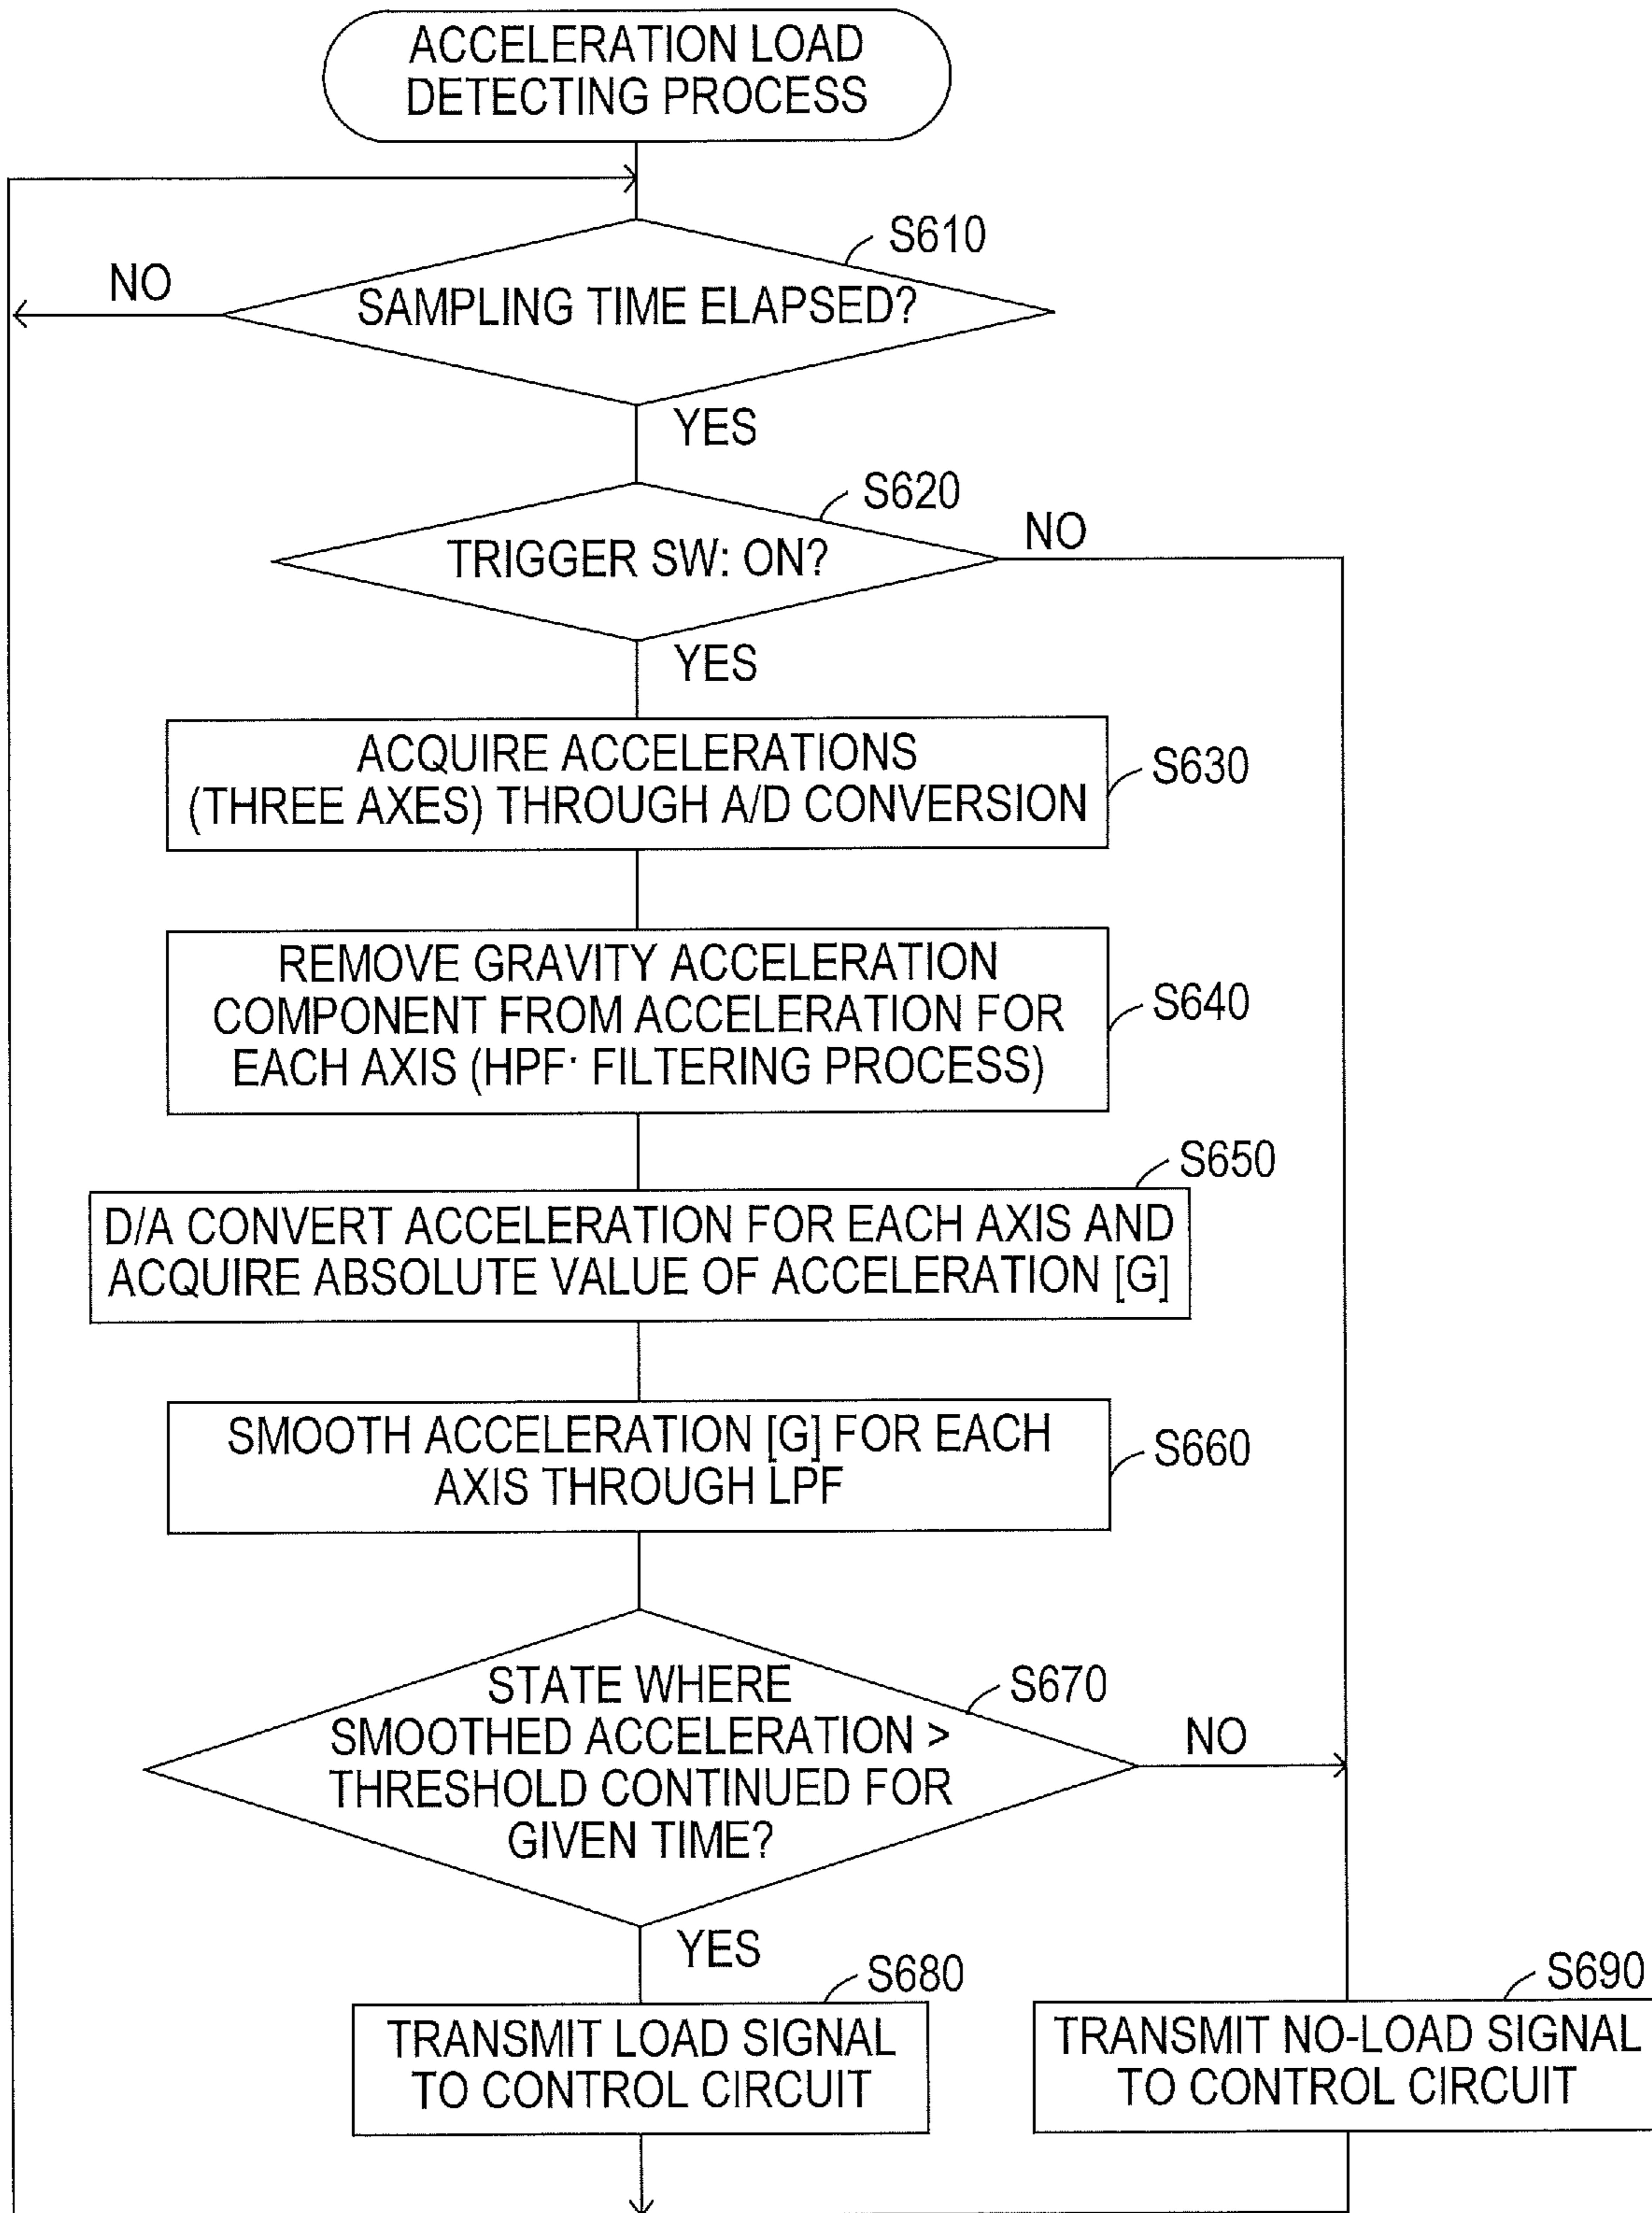 ACCELERATION LOAD
DETECTING PROCESS
S610
NO
SAMPLING TIME ELAPSED?
YES
S620
NO
TRIGGER SW: ON?
YES
ACQUIRE ACCELERATIONS
(THREE AXES) THROUGH A/D CONVERSION
S630
REMOVE GRAVITY ACCELERATION
COMPONENT FROM ACCELERATION FOR
EACH AXIS (HPF: FILTERING PROCESS)
S640
S650
D/A CONVERT ACCELERATION FOR EACH AXIS AND
ACQUIRE ABSOLUTE VALUE OF ACCELERATION [G]
SMOOTH ACCELERATION [G] FOR EACH
AXIS THROUGH LPF
S660
STATE WHERE
SMOOTHED ACCELERATION >
THRESHOLD CONTINUED FOR
GIVEN TIME?
S670
NO
YES
S680
TRANSMIT LOAD SIGNAL
TO CONTROL CIRCUIT
S690
TRANSMIT NO-LOAD SIGNAL
TO CONTROL CIRCUIT